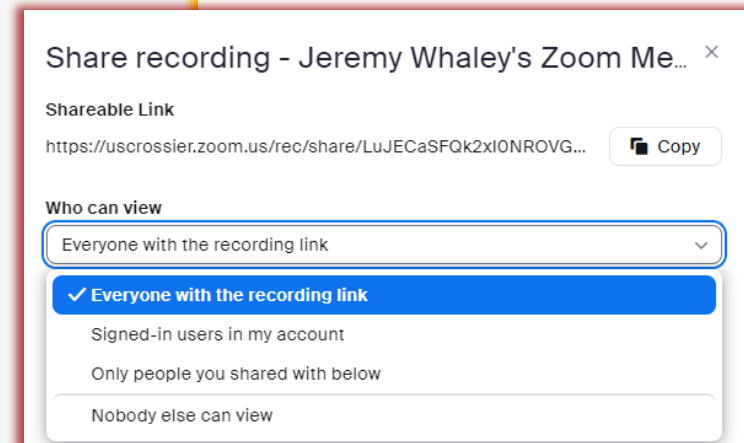 Share recording - Jeremy Whaley's Zoom Me...
Shareable Link
https://uscrossier.zoom.us/rec/share/LuJECaSFQk2xI0NROVG...
Copy
Who can view
Everyone with the recording link
Everyone with the recording link
Signed-in users in my account
Only people you shared with below
Nobody else can view